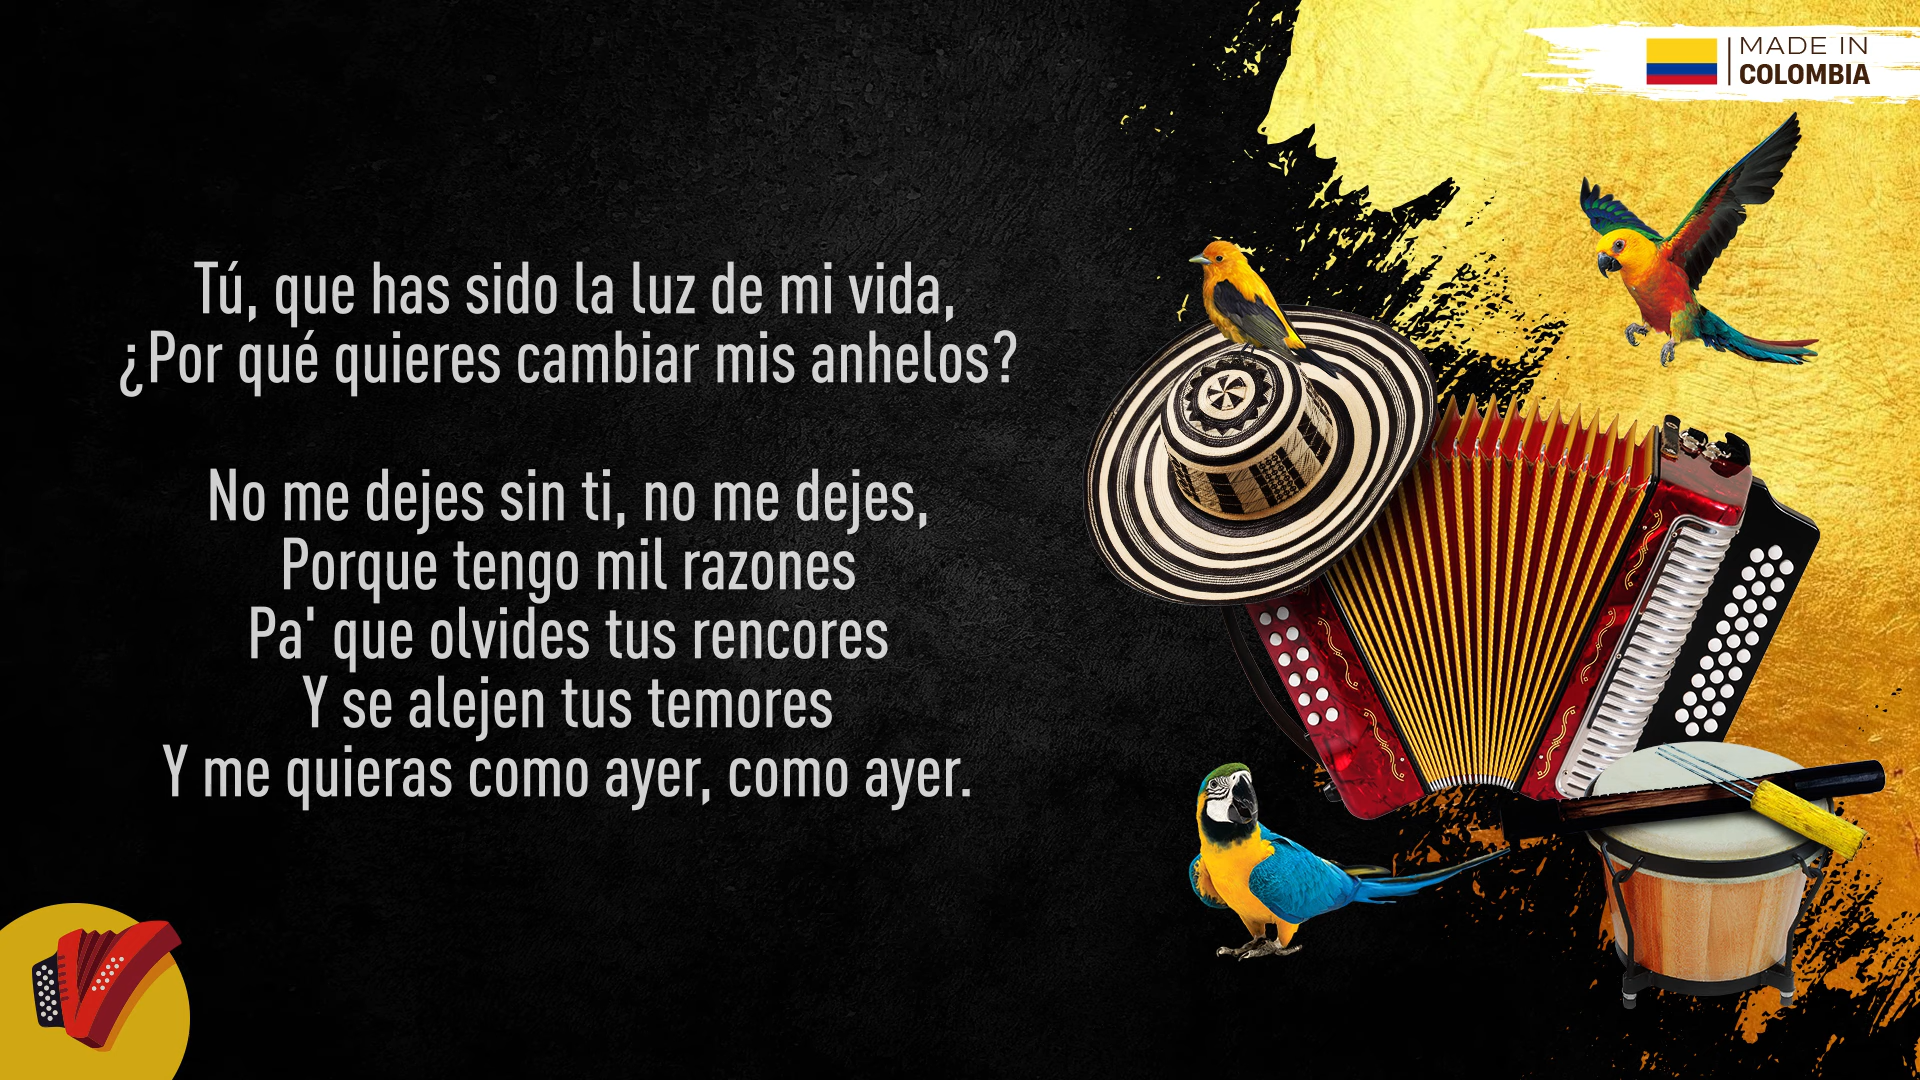 MADE IN
COLOMBIA
Tú, que has sido la luz de mi vida,
¿Por qué quieres cambiar mis anhelos?
No me dejes sin ti, no me dejes,
Porque tengo mil razones
Pa' que olvides tus rencores
Y se alejen tus temores
Y me quieras como ayer, como ayer.